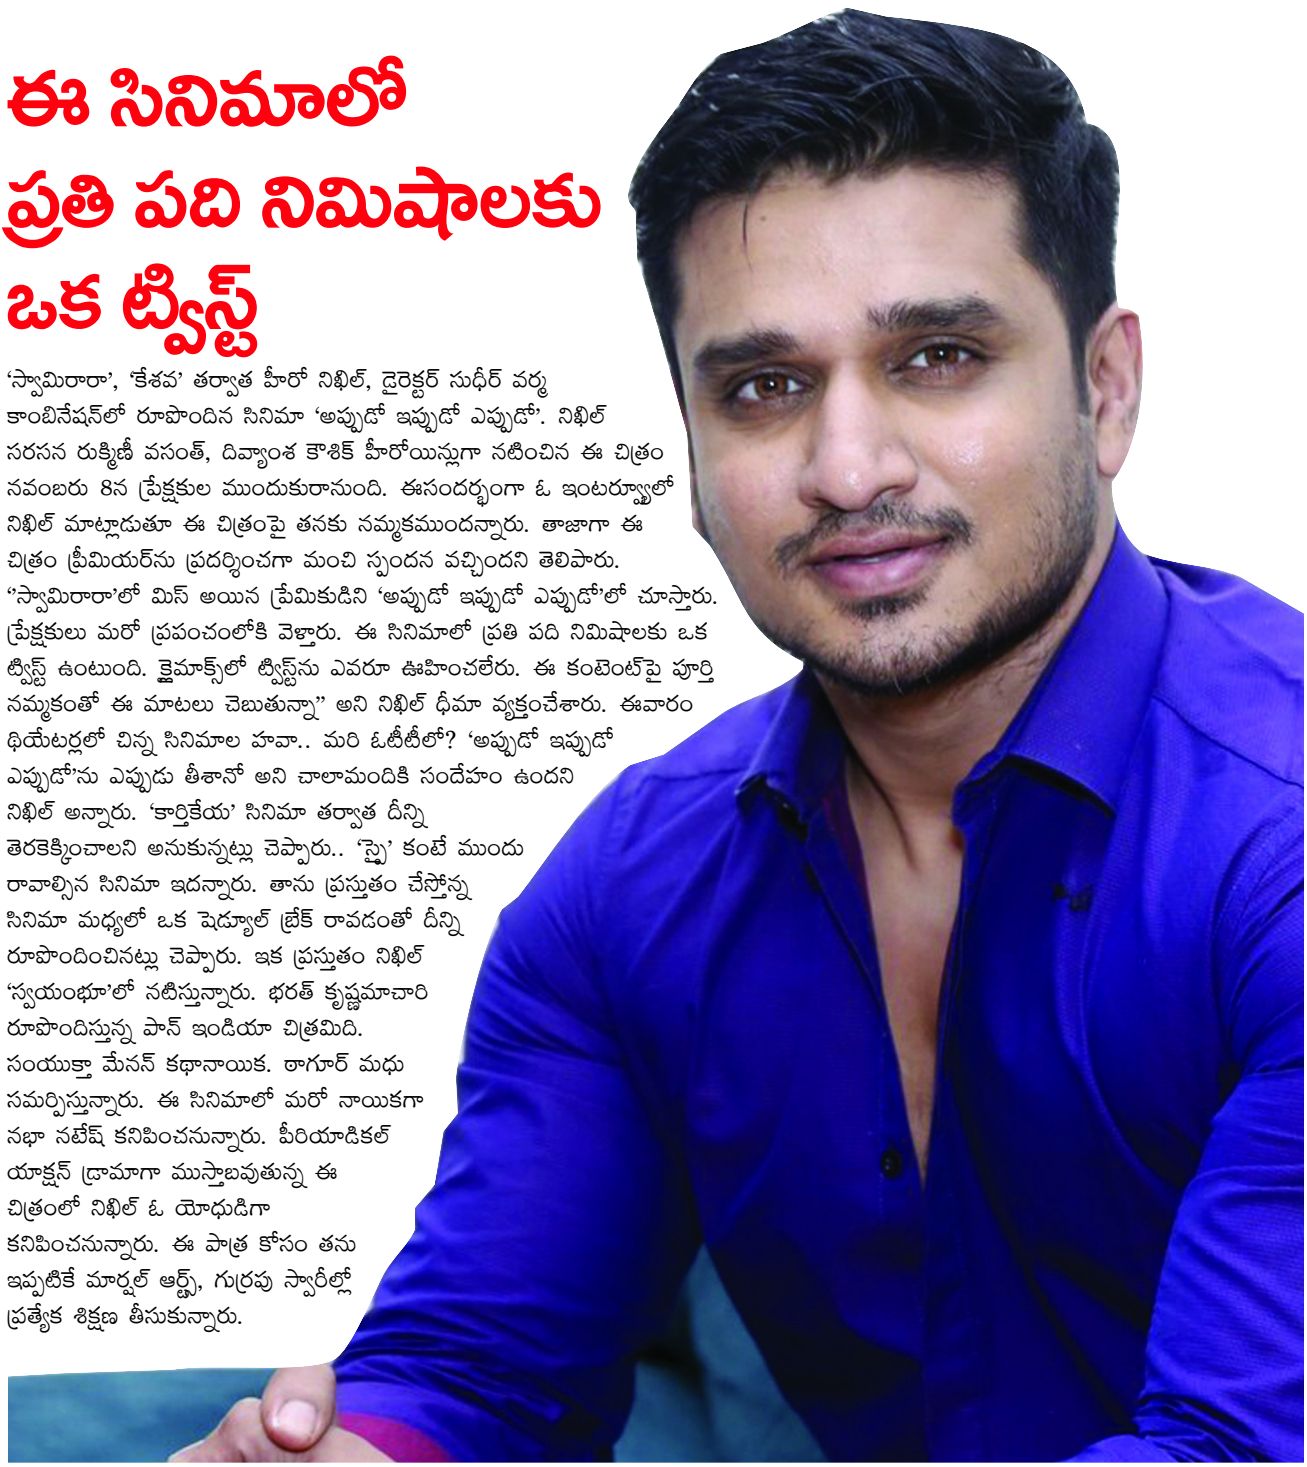 ఈ సినిమాలో
ప్రతి పది నిమిషాలకు
ఒక ట్విస్ట్
‘స్వామిరారా’, ‘కేశవ’ తర్వాత హీరో నిఖిల్, డైరెక్టర్ సుధీర్ వర్మ
కాంబినేషన్‌లో రూపొందిన సినిమా ‘అప్పుడో ఇప్పుడో ఎప్పుడో’. నిఖిల్
సరసన రుక్మిణీ వసంత్, దివ్యాంశ కౌశిక్ హీరోయిన్లుగా నటించిన ఈ చిత్రం
నవంబరు 8న ప్రేక్షకుల ముందుకురానుంది. ఈసందర్భంగా ఓ ఇంటర్వ్యూలో
నిఖిల్ మాట్లాడుతూ ఈ చిత్రంపై తనకు నమ్మకముందన్నారు. తాజాగా ఈ
చిత్రం ప్రీమియర్‌ను ప్రదర్శించగా మంచి స్పందన వచ్చిందని తెలిపారు.
‘’స్వామిరారా’లో మిస్ అయిన ప్రేమికుడిని ‘అప్పుడో ఇప్పుడో ఎప్పుడో’లో చూస్తారు.
ప్రేక్షకులు మరో ప్రపంచంలోకి వెళ్తారు. ఈ సినిమాలో ప్రతి పది నిమిషాలకు ఒక
ట్విస్ట్ ఉంటుంది. క్లైమాక్స్‌లో ట్విస్ట్‌ను ఎవరూ ఊహించలేరు. ఈ కంటెంట్‌పై పూర్తి
నమ్మకంతో ఈ మాటలు చెబుతున్నా’’ అని నిఖిల్ ధీమా వ్యక్తంచేశారు. ఈవారం
థియేటర్లలో చిన్న సినిమాల హవా.. మరి ఓటీటీలో? ‘అప్పుడో ఇప్పుడో
ఎప్పుడో’ను ఎప్పుడు తీశానో అని చాలామందికి సందేహం ఉందని
నిఖిల్ అన్నారు. ‘కార్తికేయ’ సినిమా తర్వాత దీన్ని
తెరకెక్కించాలని అనుకున్నట్లు చెప్పారు.. ‘స్పై’ కంటే ముందు
రావాల్సిన సినిమా ఇదన్నారు. తాను ప్రస్తుతం చేస్తోన్న
సినిమా మధ్యలో ఒక షెడ్యూల్ బ్రేక్ రావడంతో దీన్ని
రూపొందించినట్లు చెప్పారు. ఇక ప్రస్తుతం నిఖిల్
‘స్వయంభూ’లో నటిస్తున్నారు. భరత్ కృష్ణమాచారి
రూపొందిస్తున్న పాన్ ఇండియా చిత్రమిది.
సంయుక్తా మేనన్ కథానాయిక. ఠాగూర్ మధు
సమర్పిస్తున్నారు. ఈ సినిమాలో మరో నాయికగా
నభా నటేష్ కనిపించనున్నారు. పీరియాడికల్
యాక్షన్ డ్రామాగా ముస్తాబవుతున్న ఈ
చిత్రంలో నిఖిల్ ఓ యోధుడిగా
కనిపించనున్నారు. ఈ పాత్ర కోసం తను
ఇప్పటికే మార్షల్ ఆర్ట్స్, గుర్రపు స్వారీల్లో
ప్రత్యేక శిక్షణ తీసుకున్నారు.